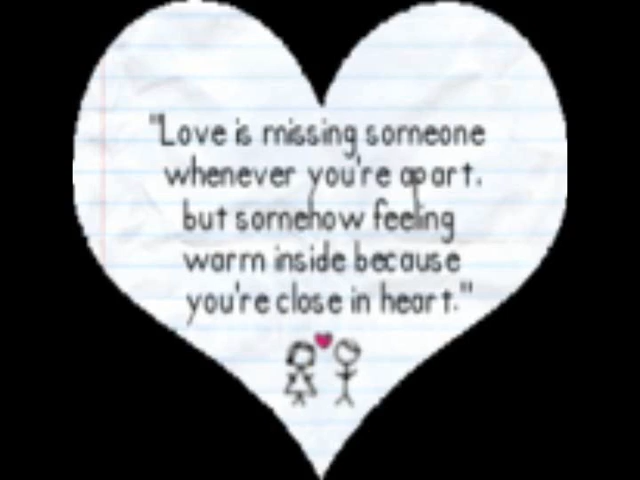 "Love is missing someone
whenever you're apart.
but somehow feeling
warm inside because
you're close in heart."